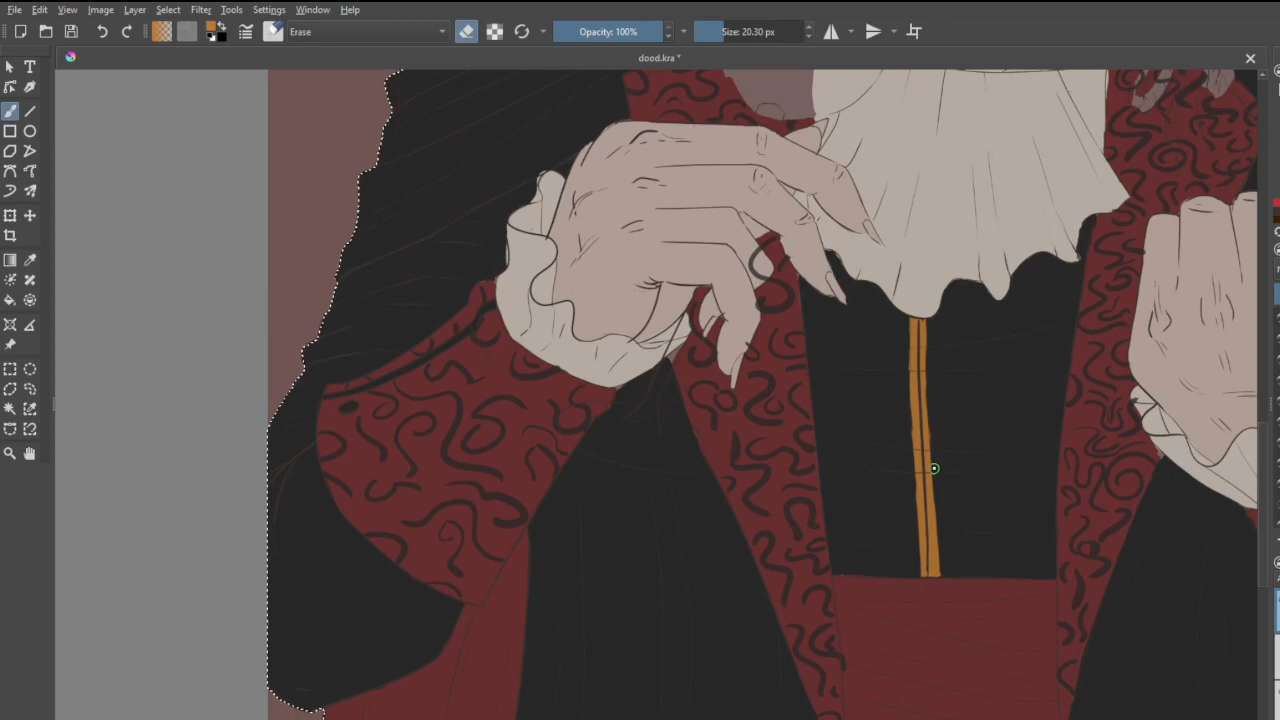 File Edit View Image Layer Select Filter Tools Settings Window Help
Erase Opacity: 100% Size: 20.30 px
dood.kra *